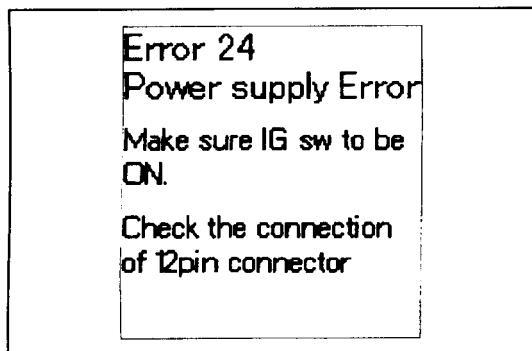 Error 24
Power supply Error
Make sure IG sw to be
ON.
Check the connection
of 12pin connector